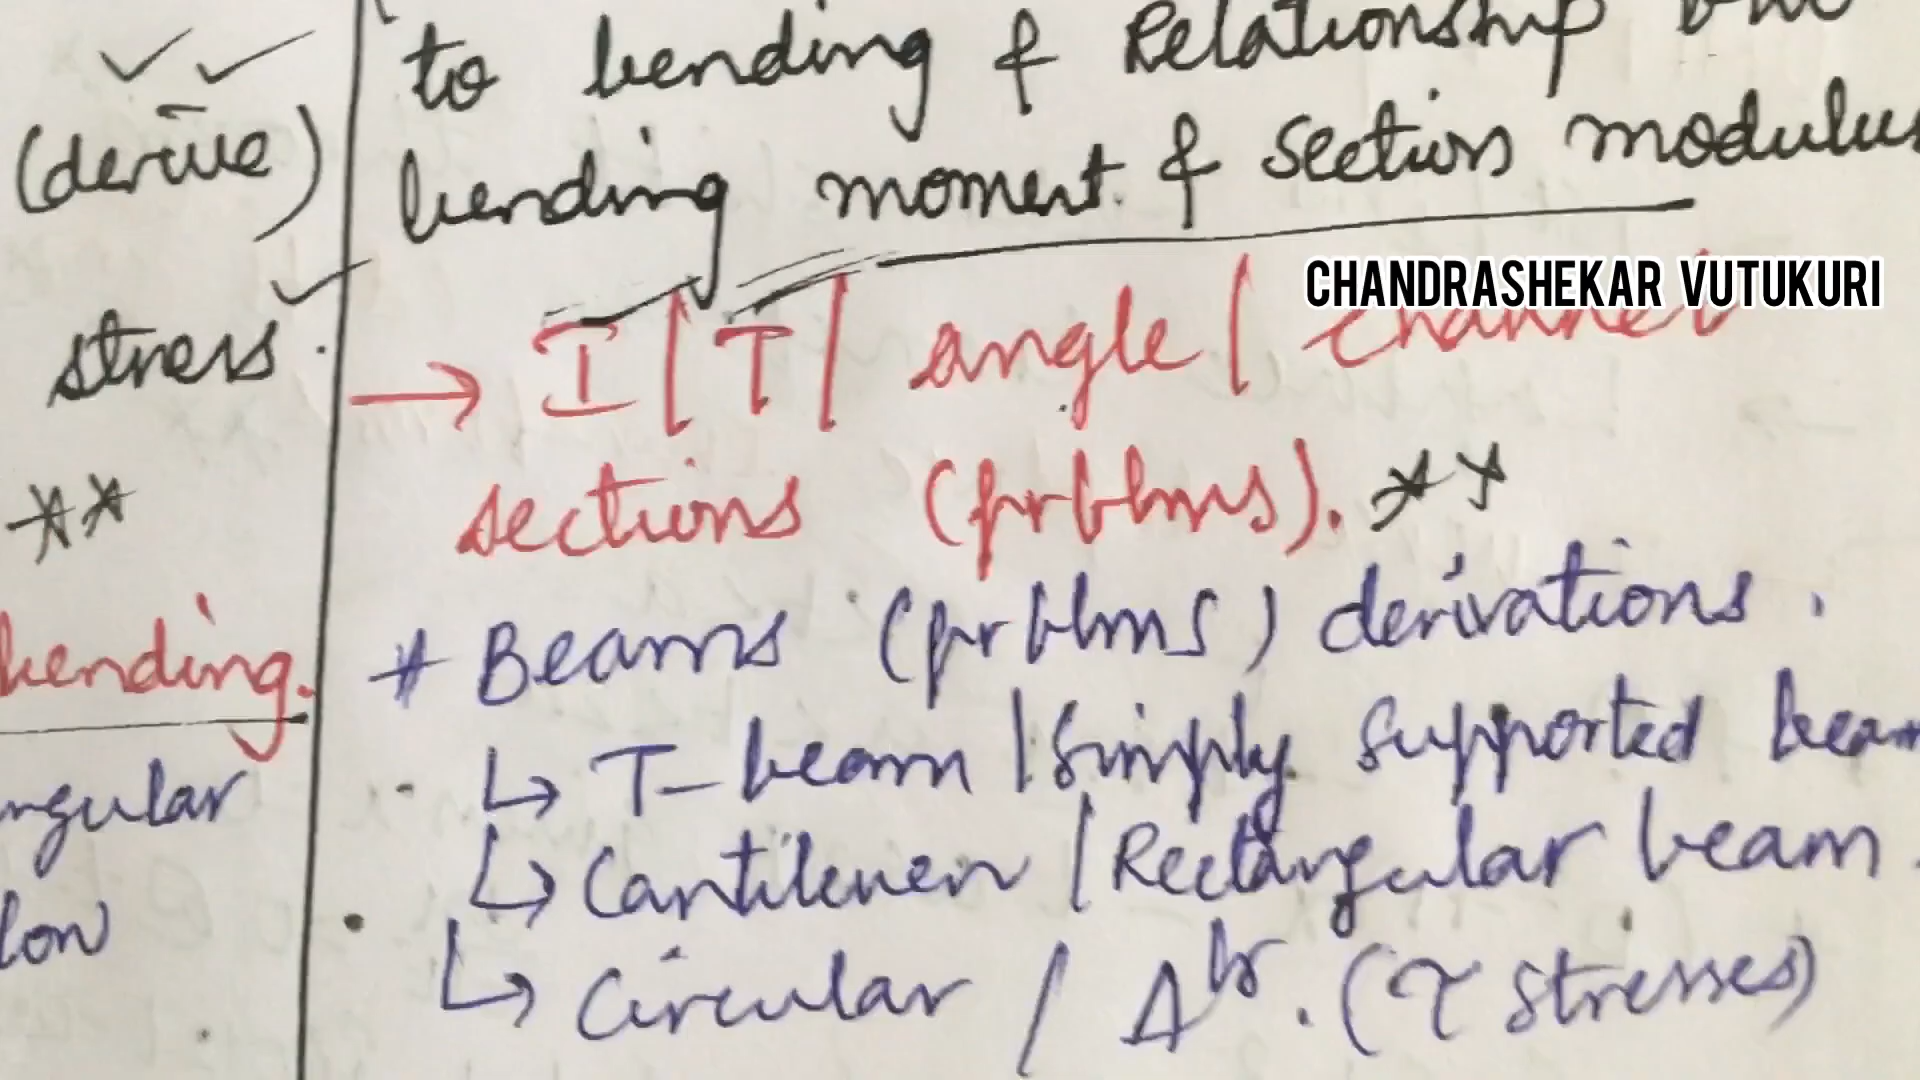 (derive)
stress.
**
bending.
ngular
low
to bending & Relationship
bending moment & section modulus
CHANDRASHEKAR VUTUKURI
→ I | T | angle | channel
sections (prblms). **
# Beams (prblms) derivations.
↳ T-beam | Simply supported beam
↳ Cantilever | Rectangular beam.
↳ Circular / Δlr. (τ stresses)